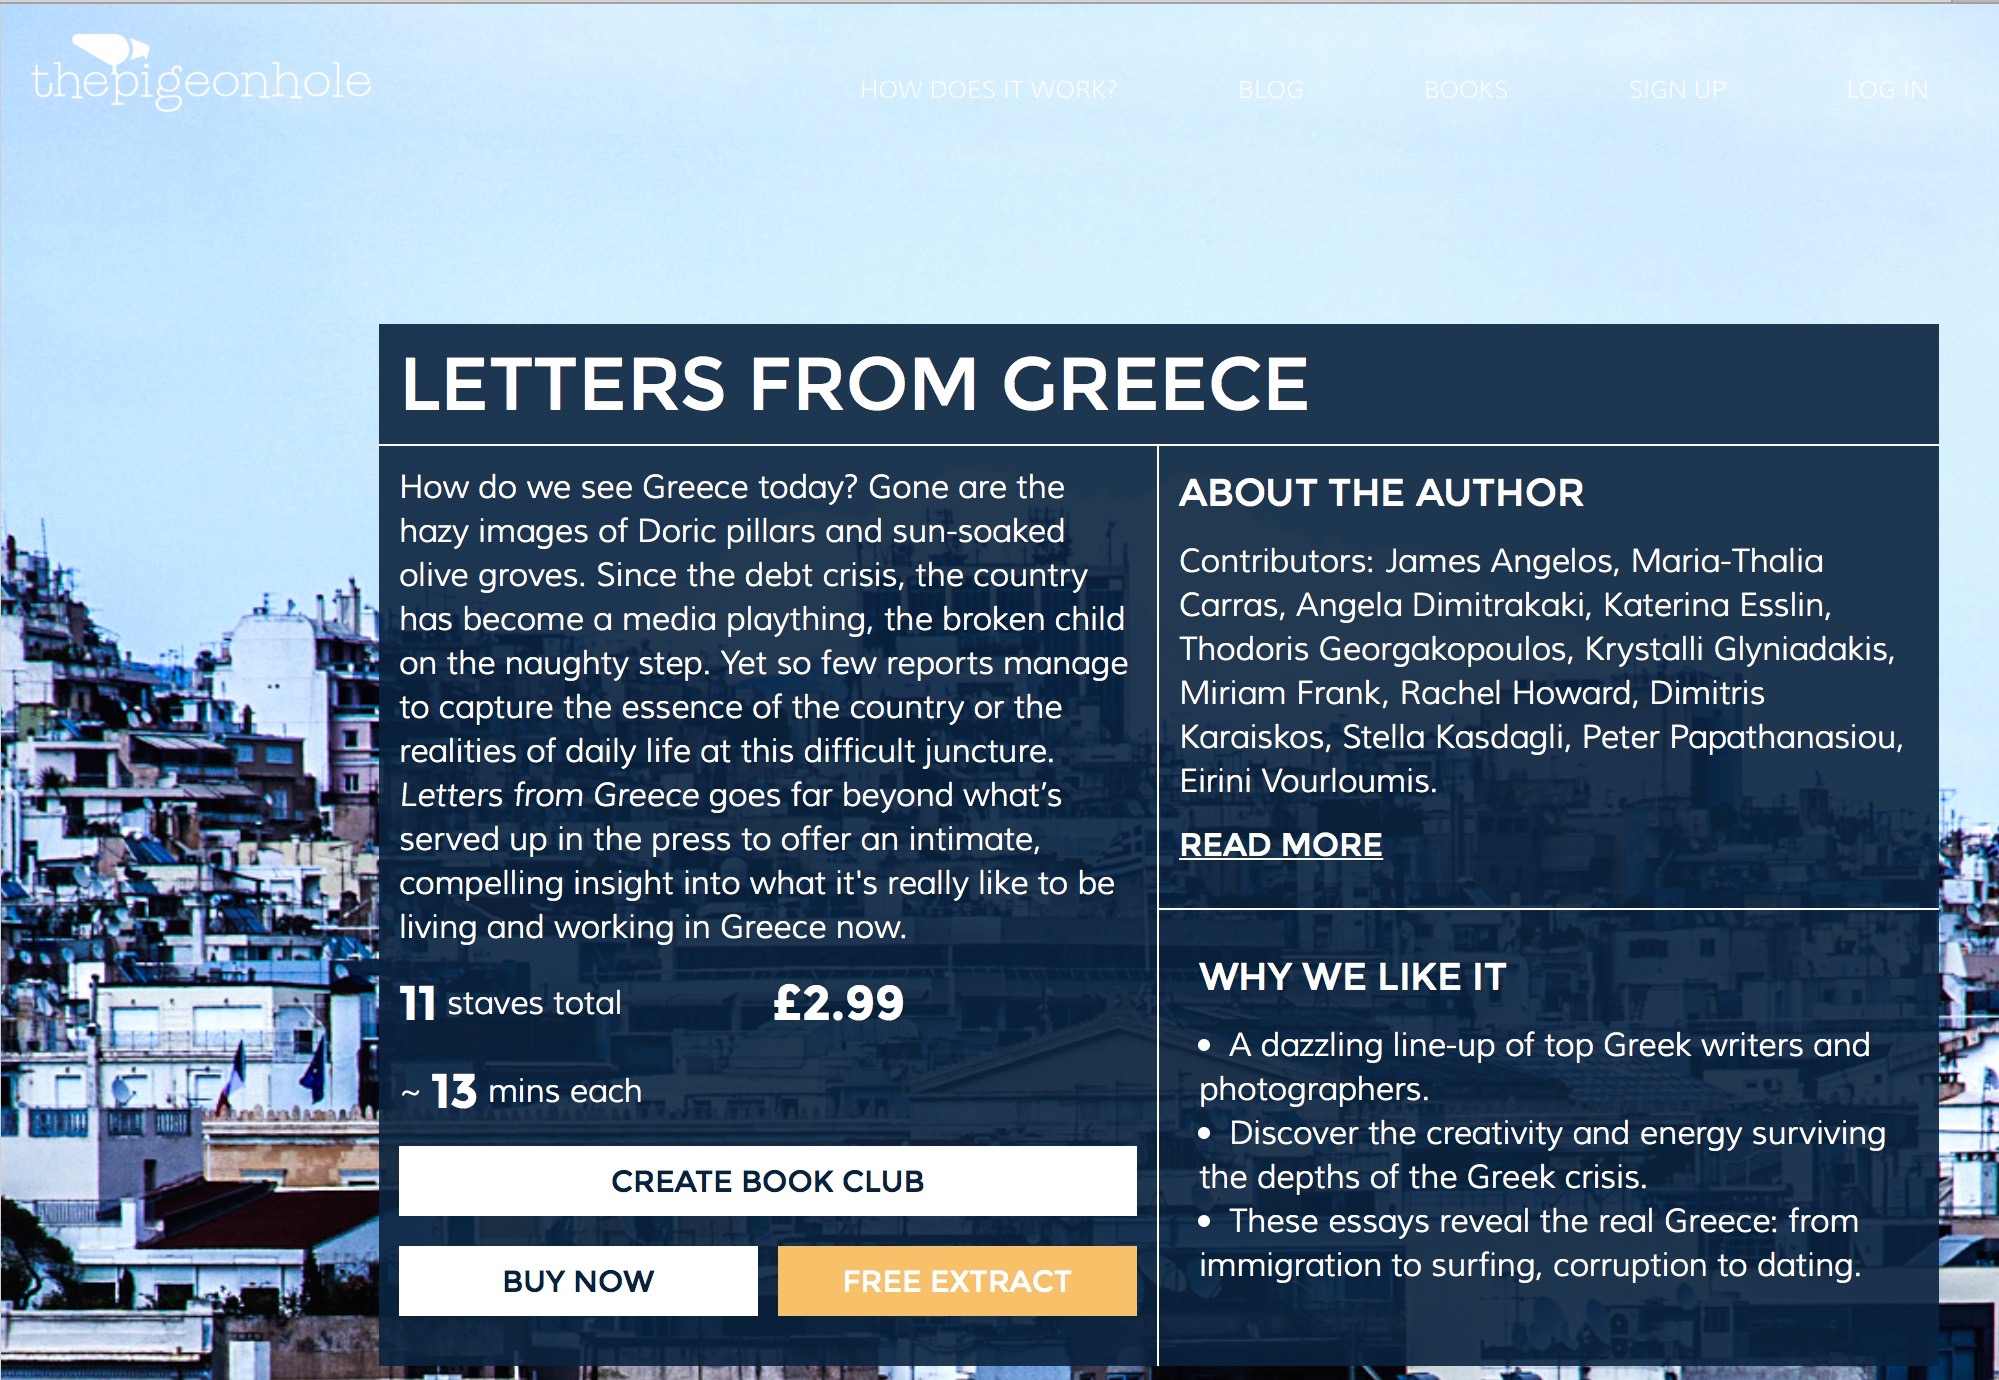 thepigeonhole
HOW DOES IT WORK?
BLOG
BOOKS
SIGN UP
LOG IN
LETTERS FROM GREECE
How do we see Greece today? Gone are the
hazy images of Doric pillars and sun-soaked
olive groves. Since the debt crisis, the country
has become a media plaything, the broken child
on the naughty step. Yet so few reports manage
to capture the essence of the country or the
realities of daily life at this difficult juncture.
Letters from Greece goes far beyond what’s
served up in the press to offer an intimate,
compelling insight into what it's really like to be
living and working in Greece now.
11 staves total
£2.99
~ 13 mins each
CREATE BOOK CLUB
BUY NOW
FREE EXTRACT
ABOUT THE AUTHOR
Contributors: James Angelos, Maria-Thalia
Carras, Angela Dimitrakaki, Katerina Esslin,
Thodoris Georgakopoulos, Krystalli Glyniadakis,
Miriam Frank, Rachel Howard, Dimitris
Karaiskos, Stella Kasdagli, Peter Papathanasiou,
Eirini Vourloumis.
READ MORE
WHY WE LIKE IT
• A dazzling line-up of top Greek writers and
photographers.
• Discover the creativity and energy surviving
the depths of the Greek crisis.
• These essays reveal the real Greece: from
immigration to surfing, corruption to dating.